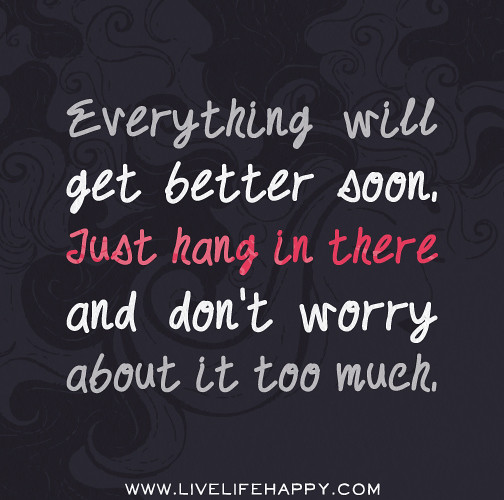 Everything will
get better soon.
Just hang in there
and don't worry
about it too much.
WWW.LIVELIFEHAPPY.COM